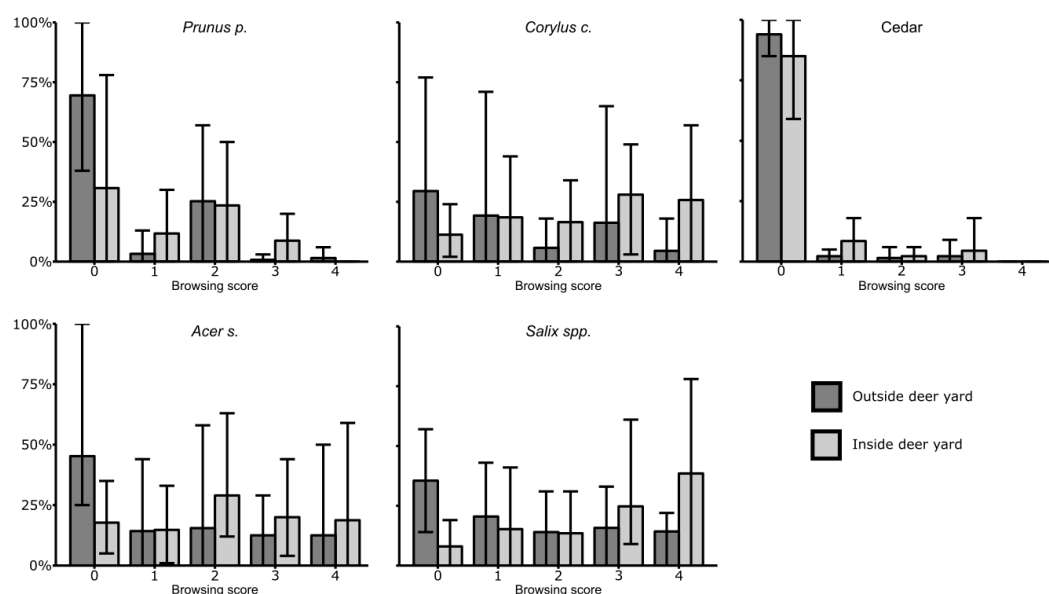 Prunus p.
100%
75%
50%
25%
0%
0 1 2 3 4
Browsing score
Corylus c.
0 1 2 3 4
Browsing score
Cedar
0 1 2 3 4
Browsing score
Acer s.
100%
75%
50%
25%
0%
0 1 2 3 4
Browsing score
Salix spp.
0 1 2 3 4
Browsing score
Outside deer yard
Inside deer yard